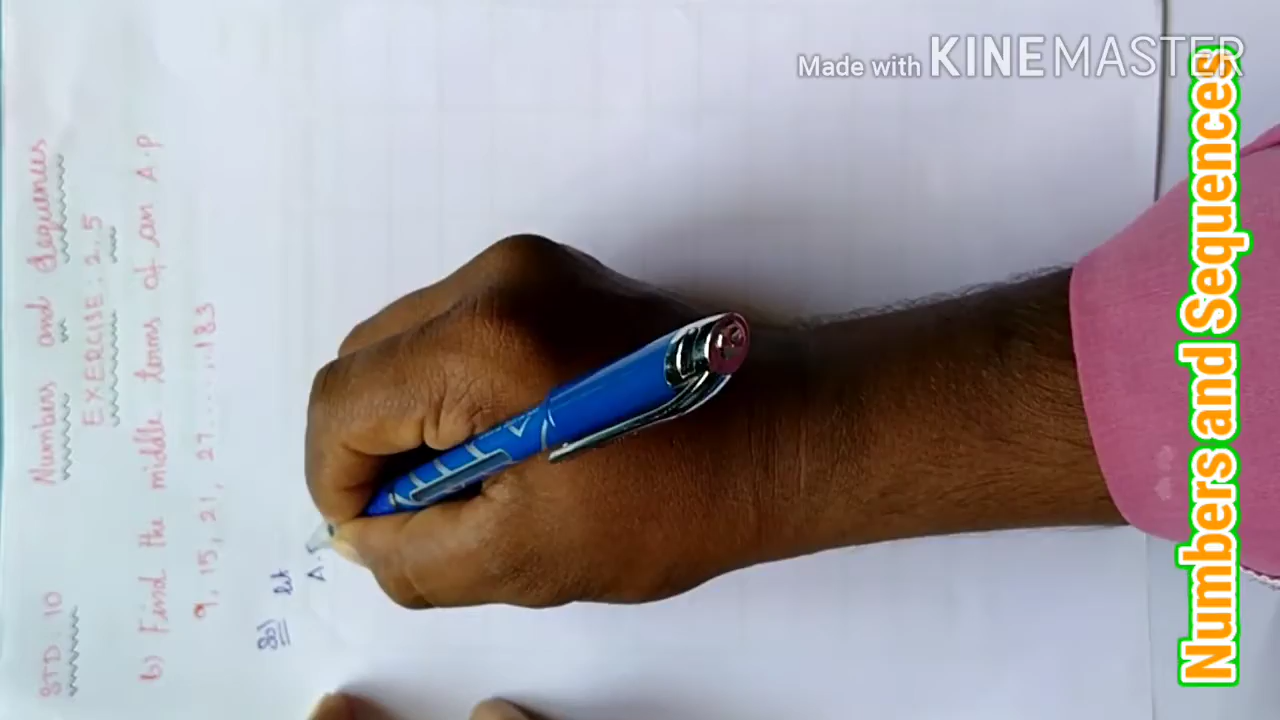 STD : 10 Numbers and Sequences
EXERCISE : 2.5
6) Find the middle terms of an A.P
9, 15, 21, 27.....,183
Sol let
A.
Made with KINEMASTER
Numbers and Sequences